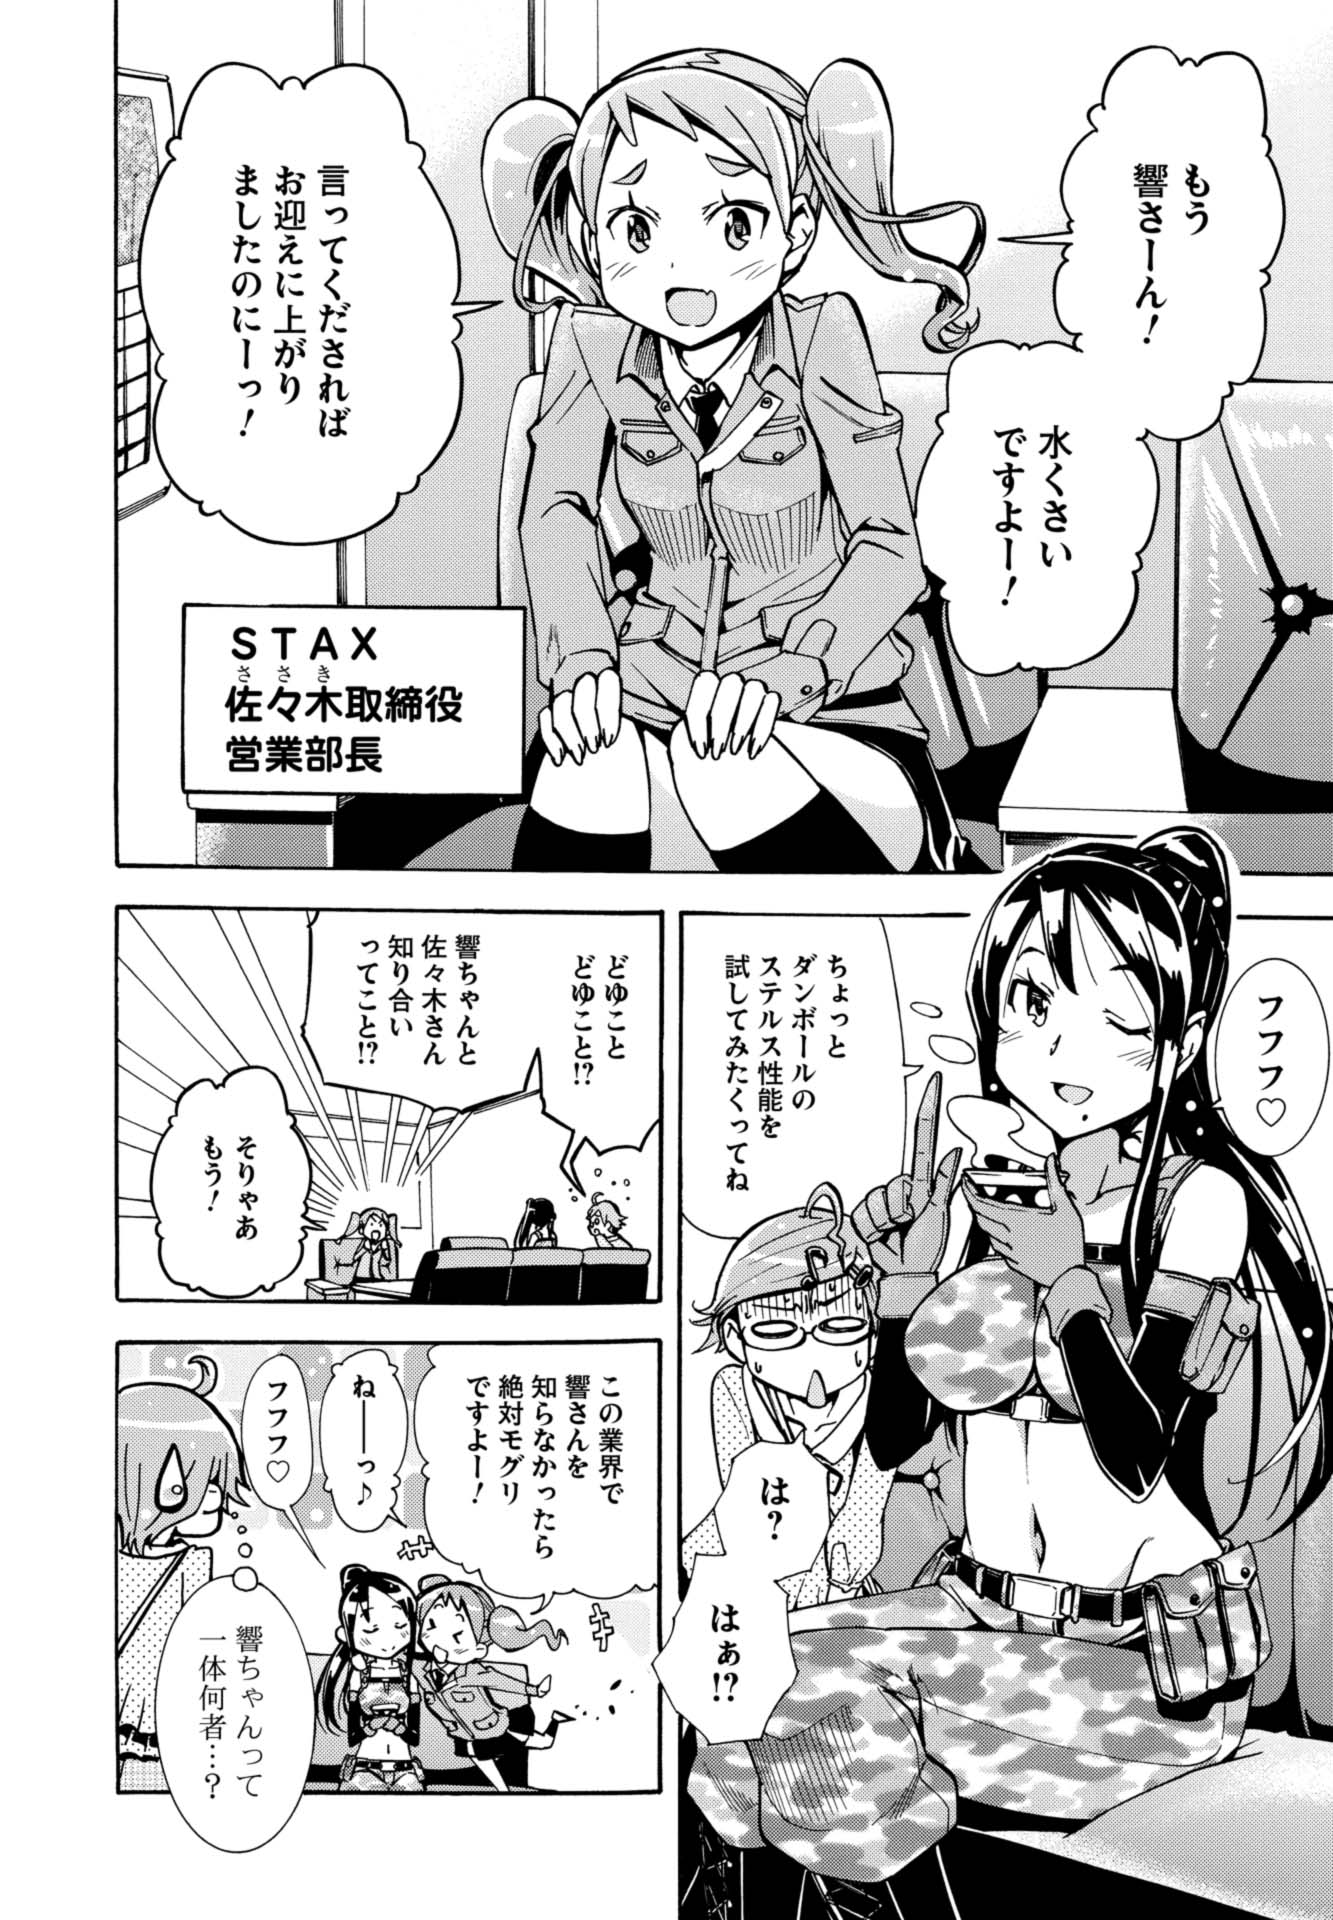 もう
響さーん！
水くさい
ですよー！
言ってくだされば
お迎えに上がり
ましたのにーっ！
STAX
ささき
佐々木取締役
営業部長
フフフ♡
ちょっと
ダンボールの
ステルス性能を
試してみたくってね
は？
はぁ!?
どゆこと
どゆこと!?
響ちゃんと
佐々木さん
知り合い
ってこと!?
そりゃあ
もう！
この業界で
響さんを
知らなかったら
絶対モグリ
ですよー！
ねーーっ♪
フフフ♡
響ちゃんって
一体何者…？